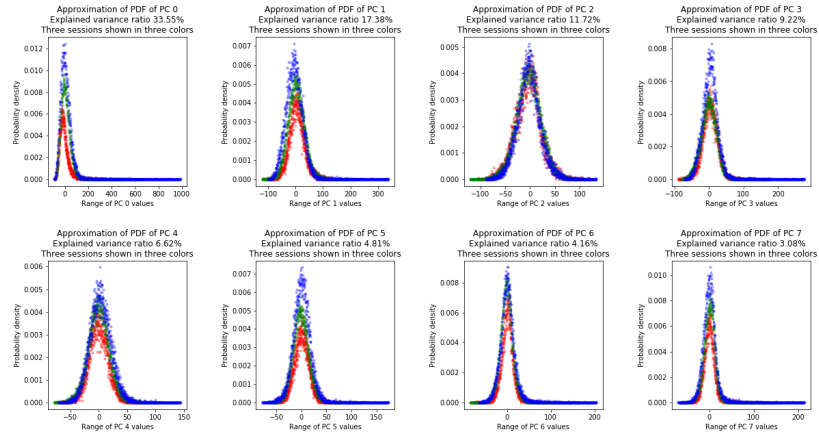 Approximation of PDF of PC 0
Explained variance ratio 33.55%
Three sessions shown in three colors
0.012
0.010
0.008
0.006
0.004
0.002
0.000
Probability density
0 200 400 600 800 1000
Range of PC 0 values
Approximation of PDF of PC 1
Explained variance ratio 17.38%
Three sessions shown in three colors
0.007
0.006
0.005
0.004
0.003
0.002
0.001
0.000
Probability density
−100 0 100 200 300
Range of PC 1 values
Approximation of PDF of PC 2
Explained variance ratio 11.72%
Three sessions shown in three colors
0.005
0.004
0.003
0.002
0.001
0.000
Probability density
−100 −50 0 50 100
Range of PC 2 values
Approximation of PDF of PC 3
Explained variance ratio 9.22%
Three sessions shown in three colors
0.008
0.006
0.004
0.002
0.000
Probability density
−100 0 100 200
Range of PC 3 values
Approximation of PDF of PC 4
Explained variance ratio 6.62%
Three sessions shown in three colors
0.006
0.005
0.004
0.003
0.002
0.001
0.000
Probability density
−50 0 50 100 150
Range of PC 4 values
Approximation of PDF of PC 5
Explained variance ratio 4.81%
Three sessions shown in three colors
0.007
0.006
0.005
0.004
0.003
0.002
0.001
0.000
Probability density
−50 0 50 100 150
Range of PC 5 values
Approximation of PDF of PC 6
Explained variance ratio 4.16%
Three sessions shown in three colors
0.008
0.006
0.004
0.002
0.000
Probability density
0 100 200
Range of PC 6 values
Approximation of PDF of PC 7
Explained variance ratio 3.08%
Three sessions shown in three colors
0.010
0.008
0.006
0.004
0.002
0.000
Probability density
0 100 200
Range of PC 7 values